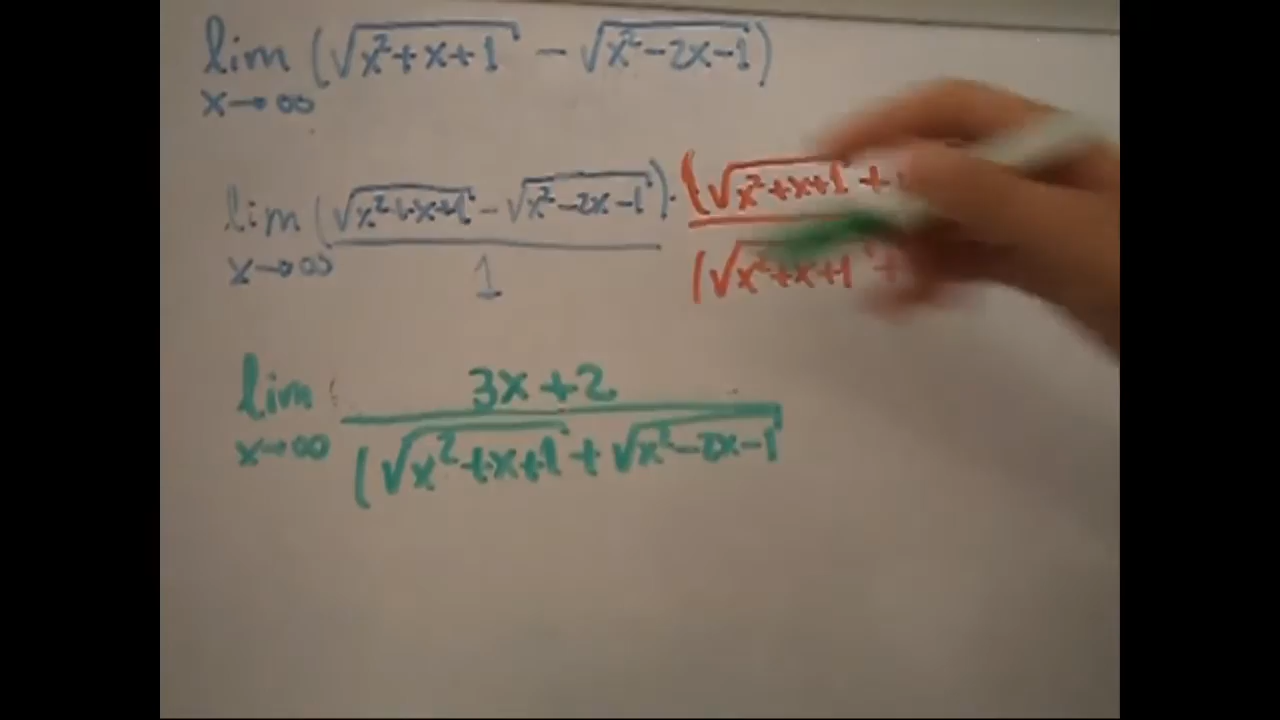 lim (√x²+x+1 - √x²-2x-1)
x→∞
lim (√x²+x+1 - √x²-2x-1) · (√x²+x+1 +
x→∞ 1 (√x²+x+1 +
lim 3x+2
x→∞ (√x²+x+1 + √x²-2x-1